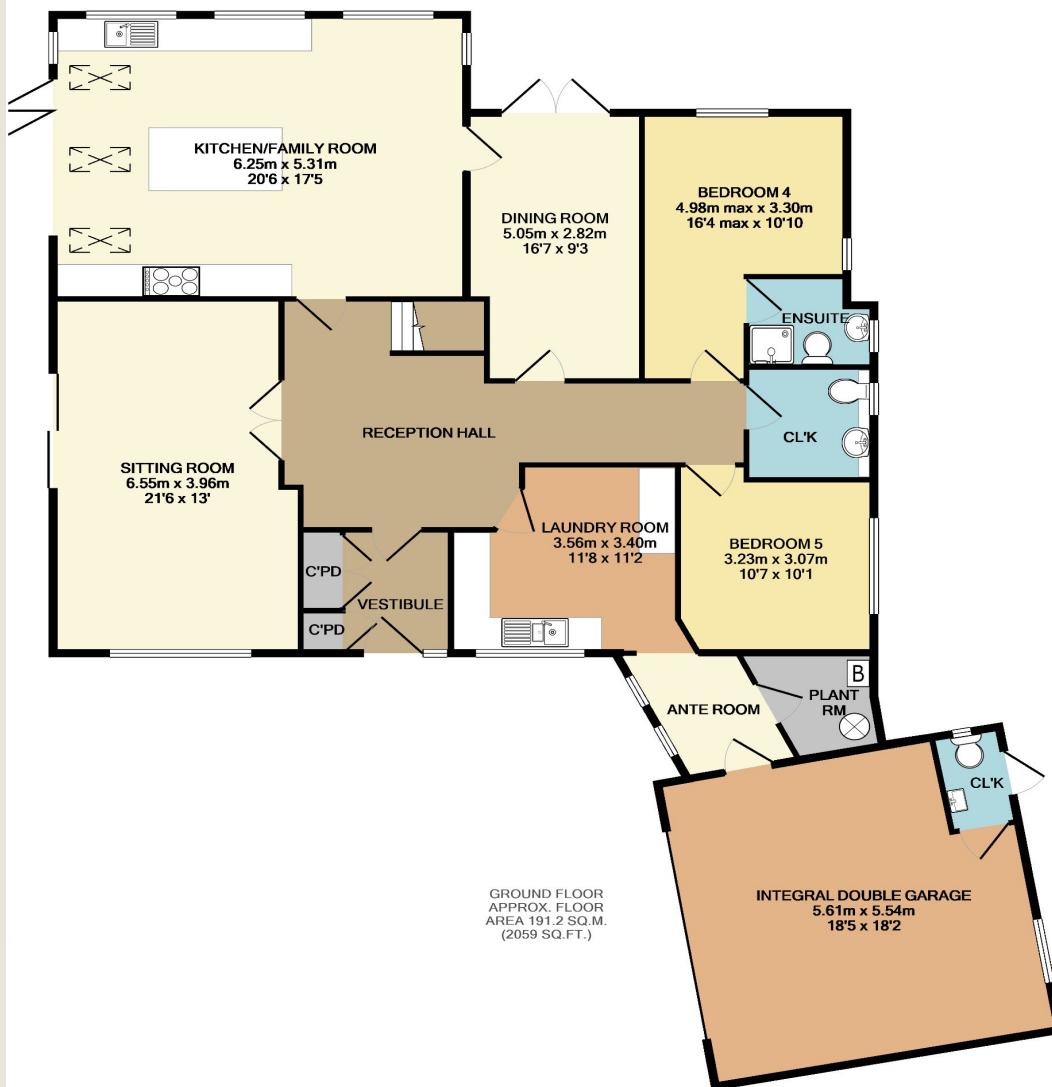 KITCHEN/FAMILY ROOM
6.25m x 5.31m
20'6 x 17'5
DINING ROOM
5.05m x 2.82m
16'7 x 9'3
BEDROOM 4
4.98m max x 3.30m
16'4 max x 10'10
ENSUITE
CL'K
RECEPTION HALL
SITTING ROOM
6.55m x 3.96m
21'6 x 13'
LAUNDRY ROOM
3.56m x 3.40m
11'8 x 11'2
BEDROOM 5
3.23m x 3.07m
10'7 x 10'1
C'PD
VESTIBULE
C'PD
ANTE ROOM
PLANT
RM
B
CL'K
INTEGRAL DOUBLE GARAGE
5.61m x 5.54m
18'5 x 18'2
GROUND FLOOR
APPROX. FLOOR
AREA 191.2 SQ.M.
(2059 SQ.FT.)